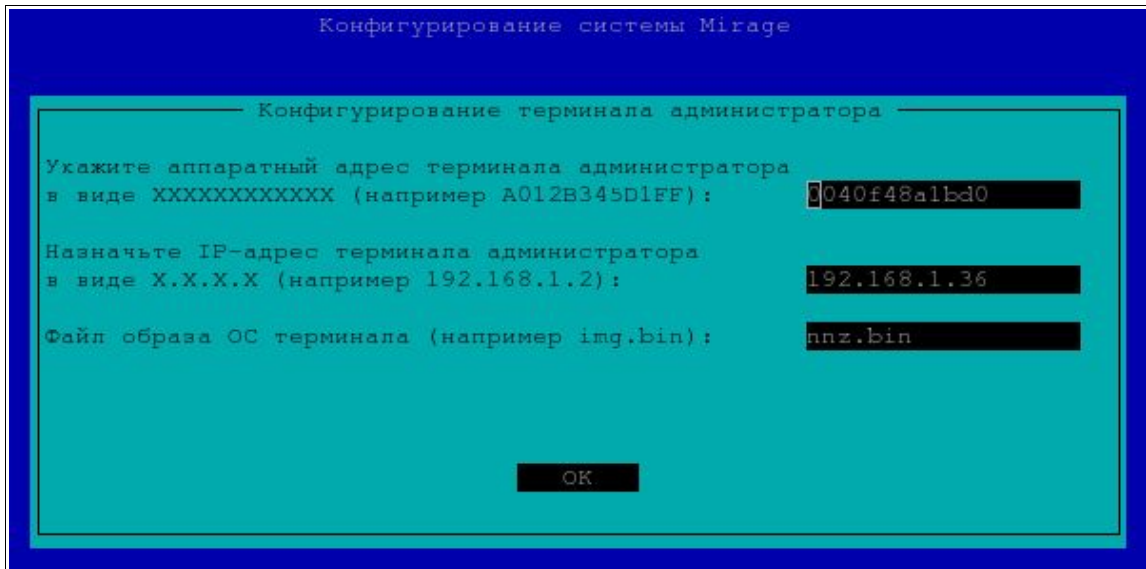 Конфигурирование системы Mirage
Конфигурирование терминала администратора
Укажите аппаратный адрес терминала администратора
в виде XXXXXXXXXXXX (например A012B345D1FF): 0040f48a1bd0
Назначьте IP-адрес терминала администратора
в виде X.X.X.X (например 192.168.1.2): 192.168.1.36
Файл образа ОС терминала (например img.bin): nnz.bin
OK